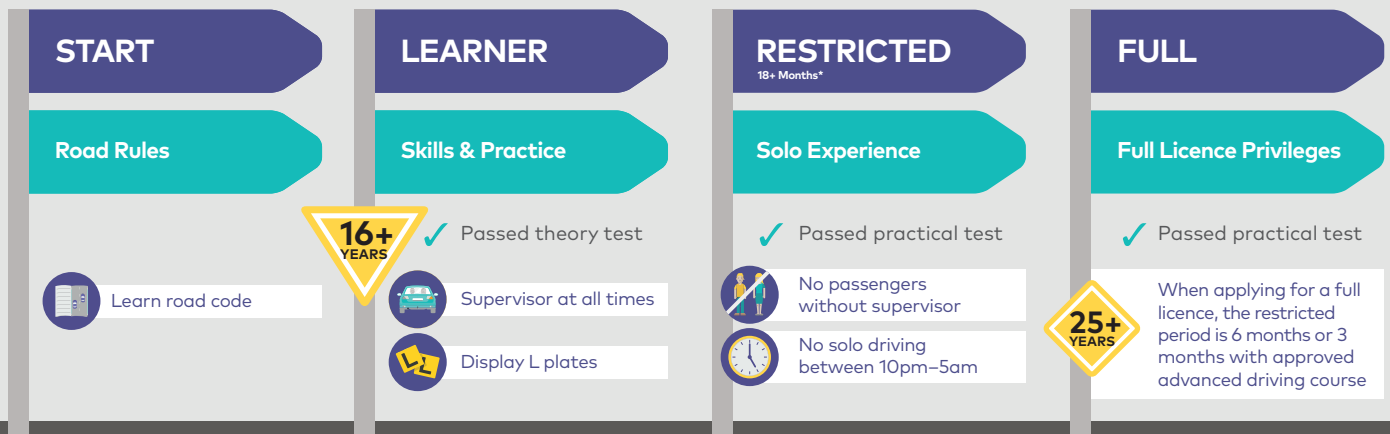 START
Road Rules
Learn road code
LEARNER
Skills & Practice
16+
YEARS
Passed theory test
Supervisor at all times
L
L
Display L plates
RESTRICTED
18+ Months*
Solo Experience
Passed practical test
No passengers
without supervisor
No solo driving
between 10pm–5am
FULL
Full Licence Privileges
Passed practical test
25+
YEARS
When applying for a full
licence, the restricted
period is 6 months or 3
months with approved
advanced driving course